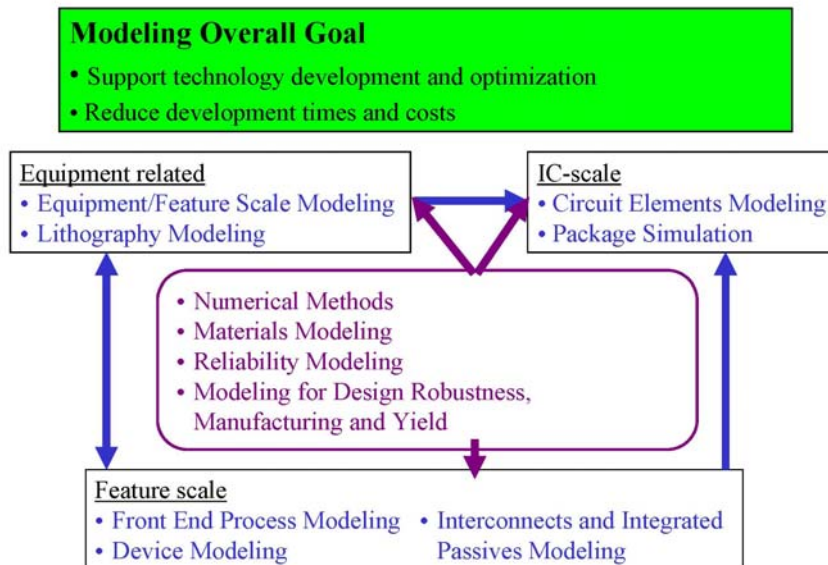 Modeling Overall Goal
• Support technology development and optimization
• Reduce development times and costs
Equipment related
• Equipment/Feature Scale Modeling
• Lithography Modeling
IC-scale
• Circuit Elements Modeling
• Package Simulation
• Numerical Methods
• Materials Modeling
• Reliability Modeling
• Modeling for Design Robustness,
Manufacturing and Yield
Feature scale
• Front End Process Modeling
• Device Modeling
• Interconnects and Integrated
Passives Modeling